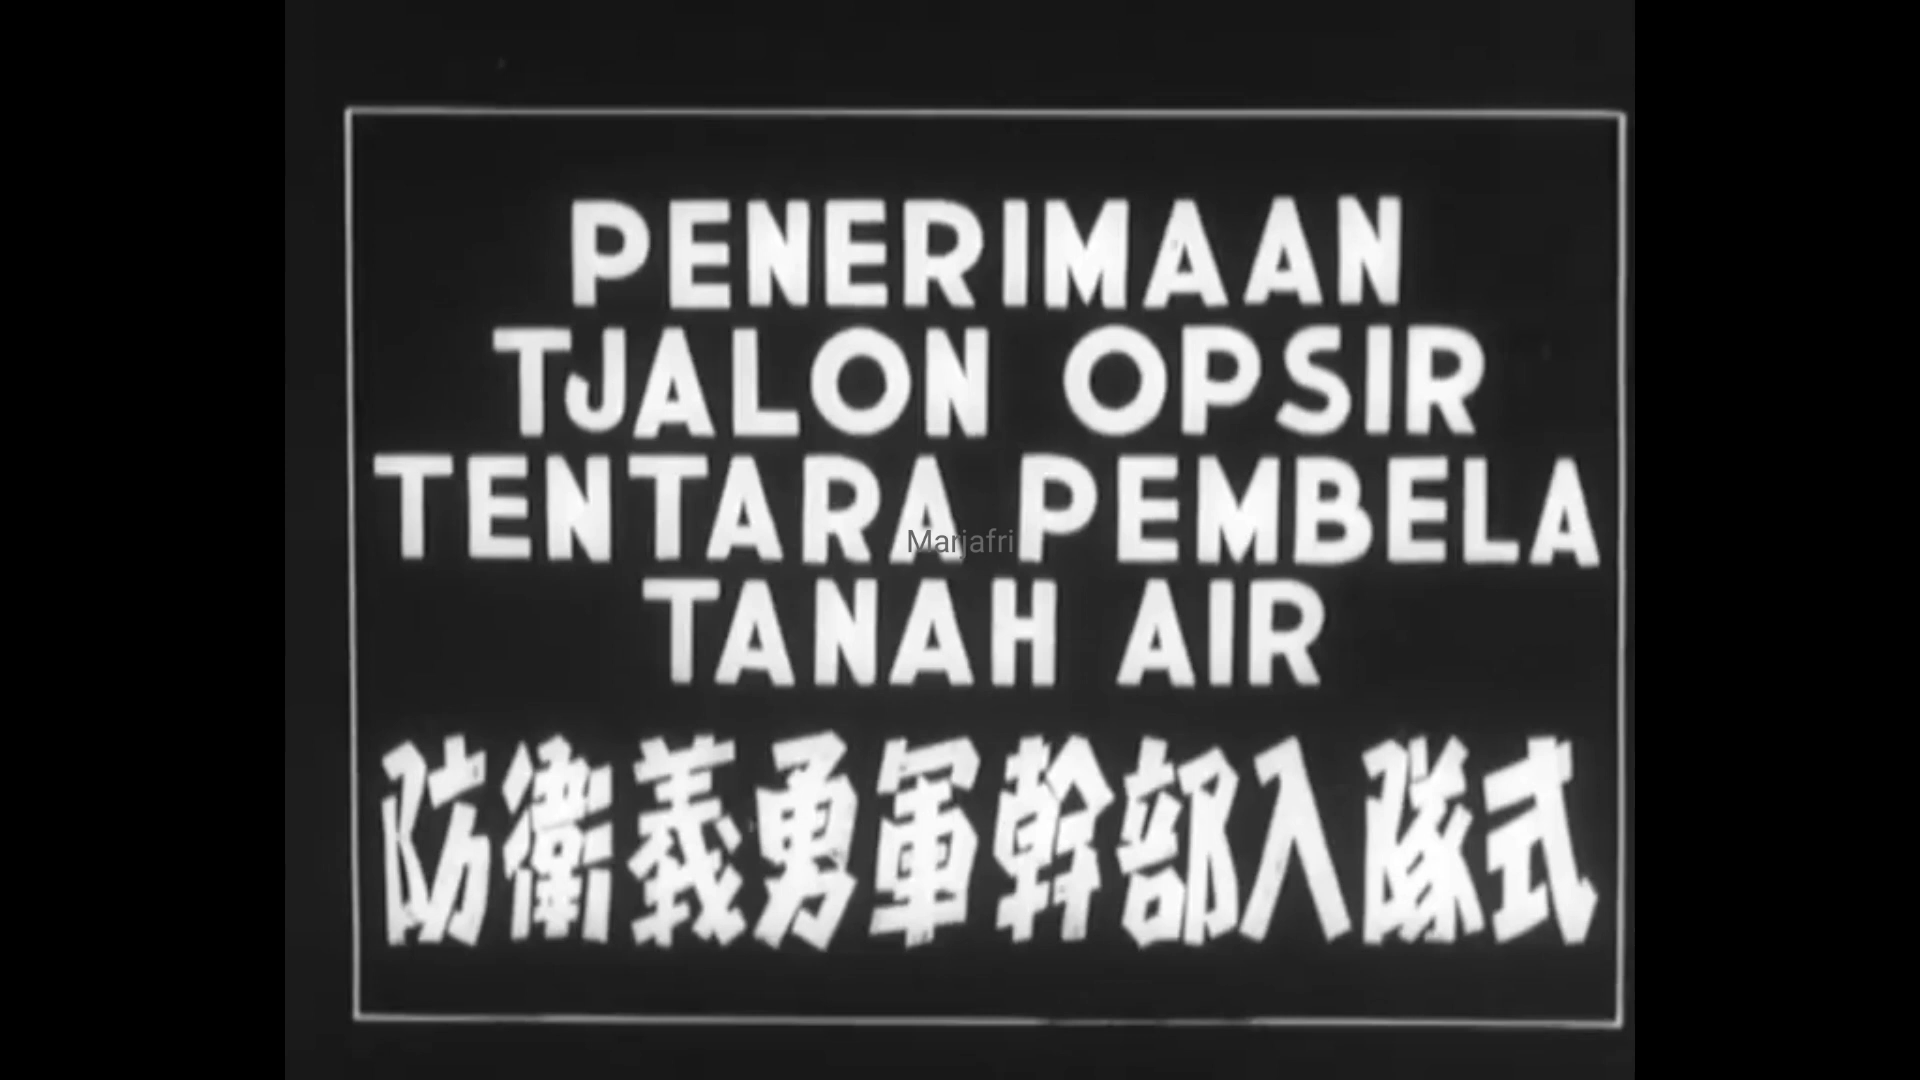 PENERIMAAN
TJALON OPSIR
TENTARA PEMBELA
Marjafri
TANAH AIR
防衛義勇軍幹部入隊式